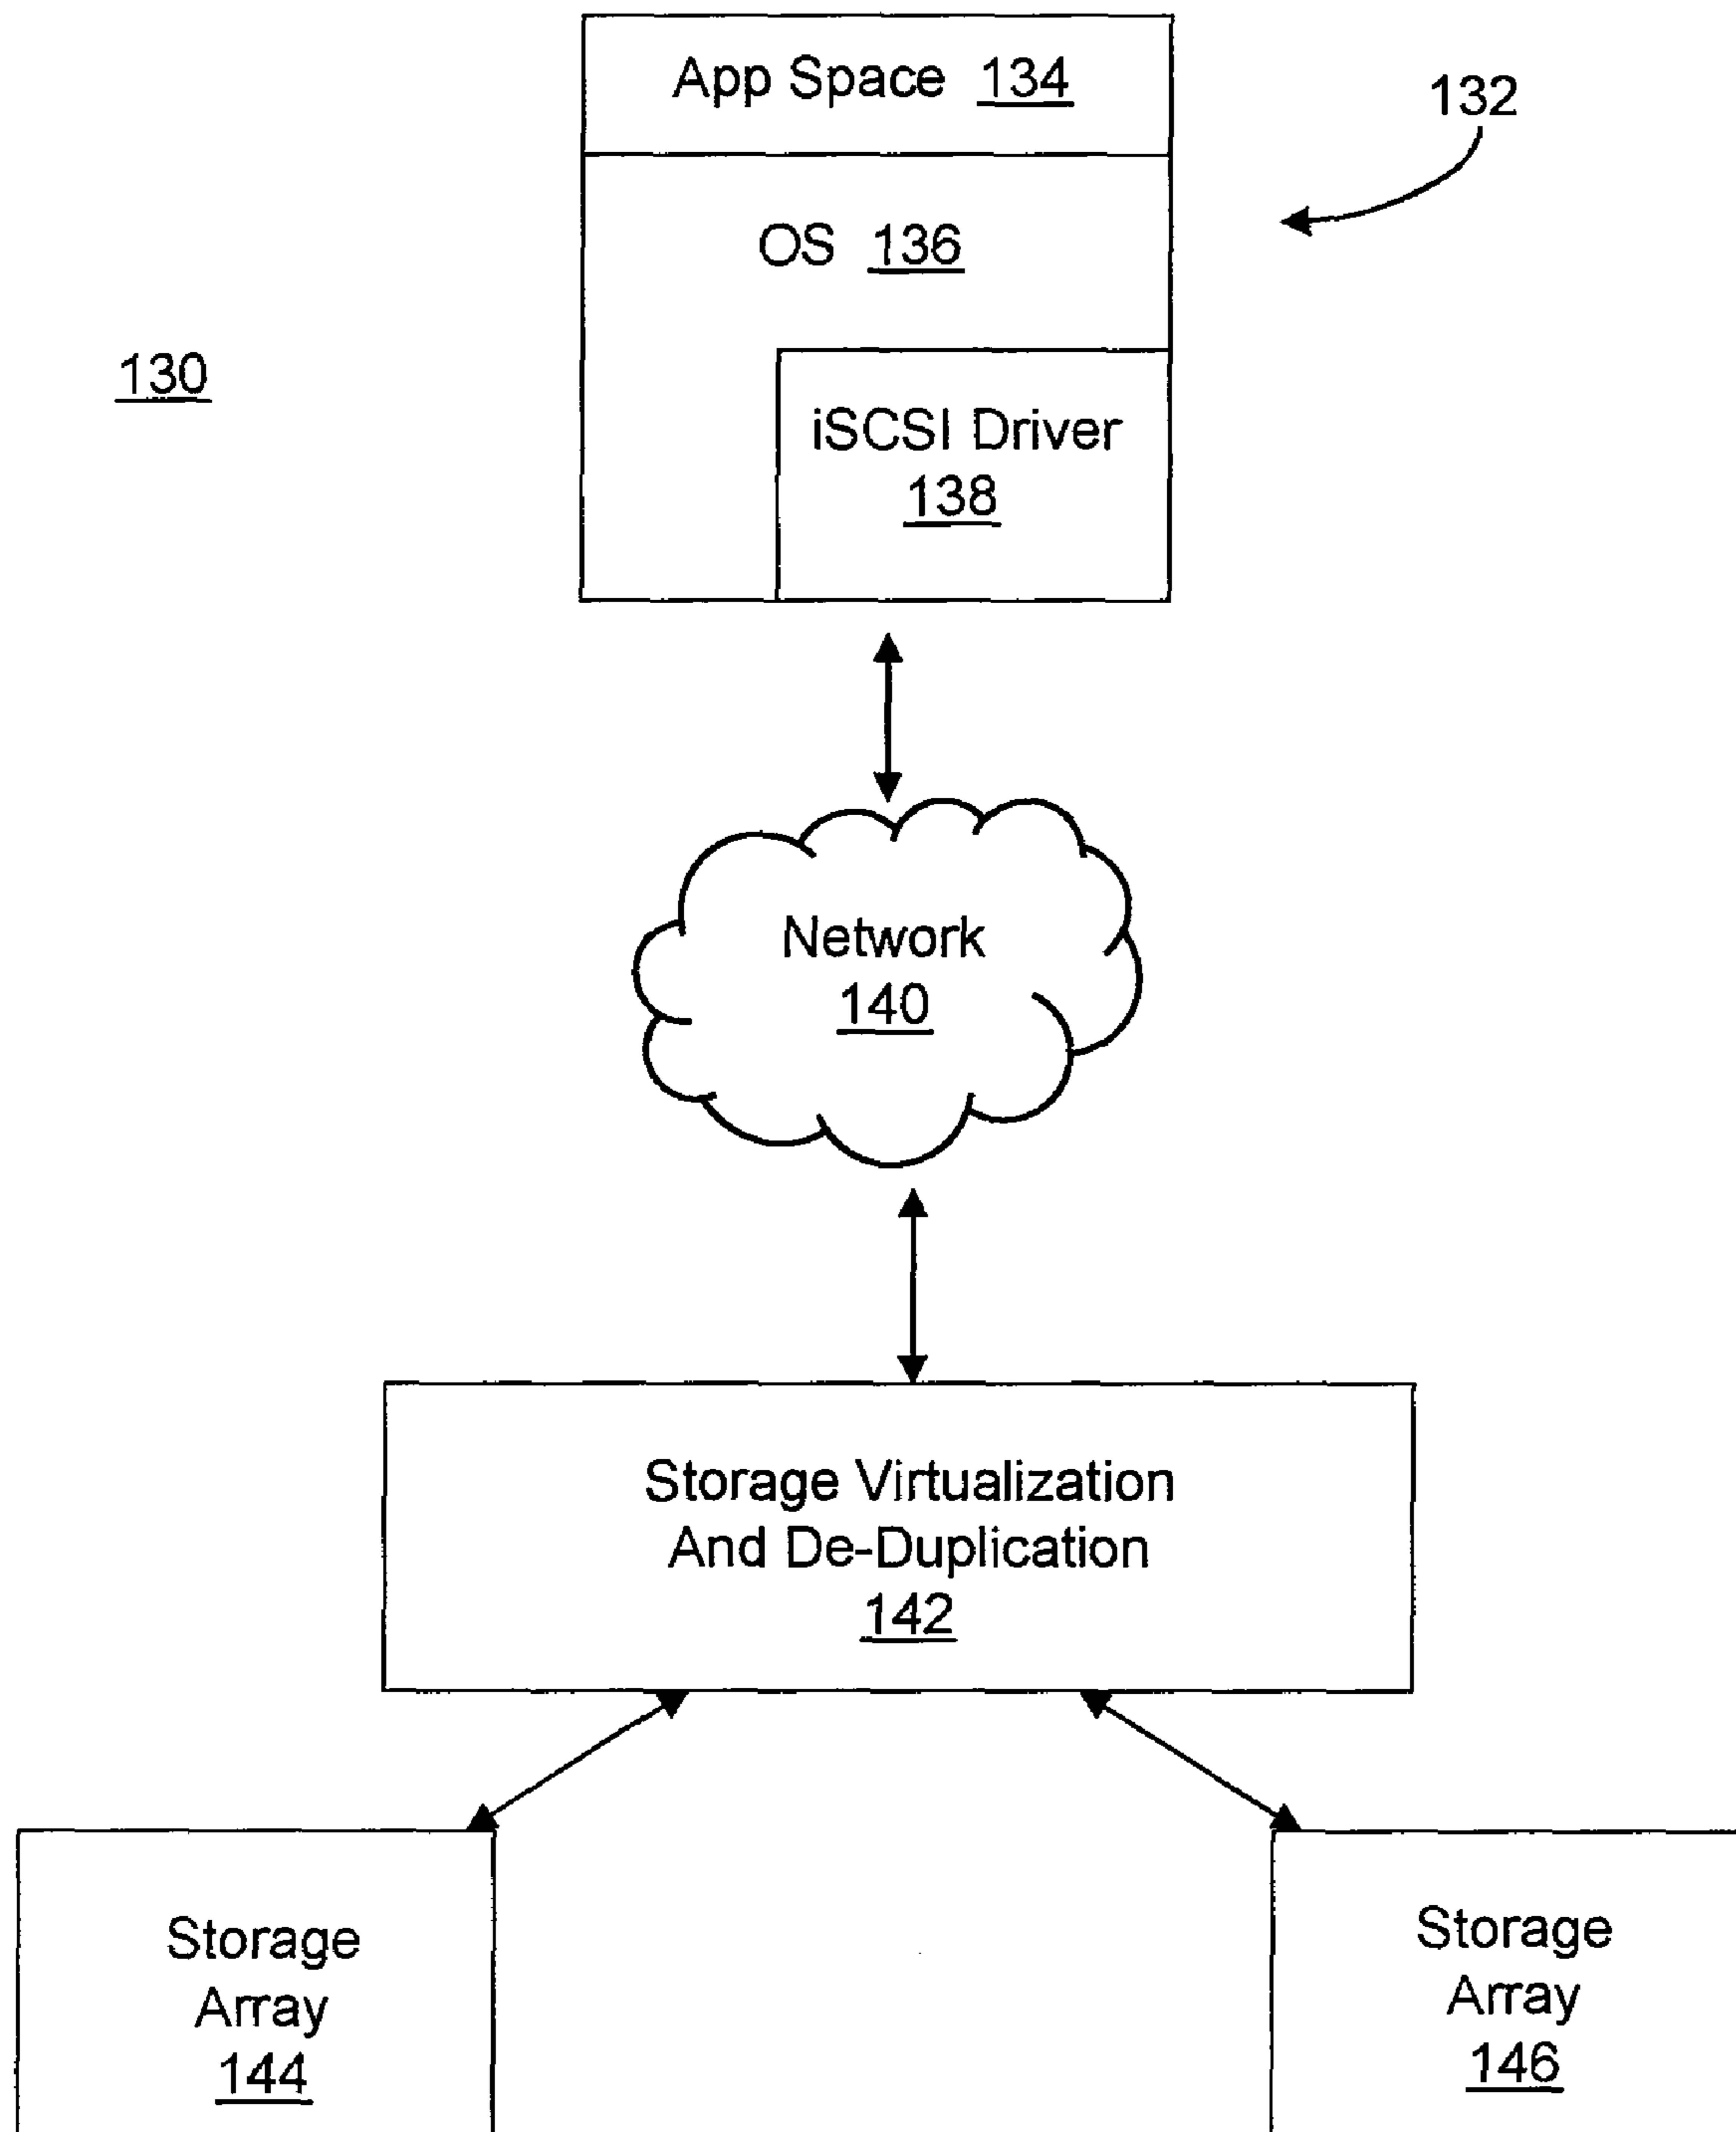 App Space 134
132
OS 136
130
iSCSI Driver
138
Network
140
Storage Virtualization
And De-Duplication
142
Storage
Array
144
Storage
Array
146